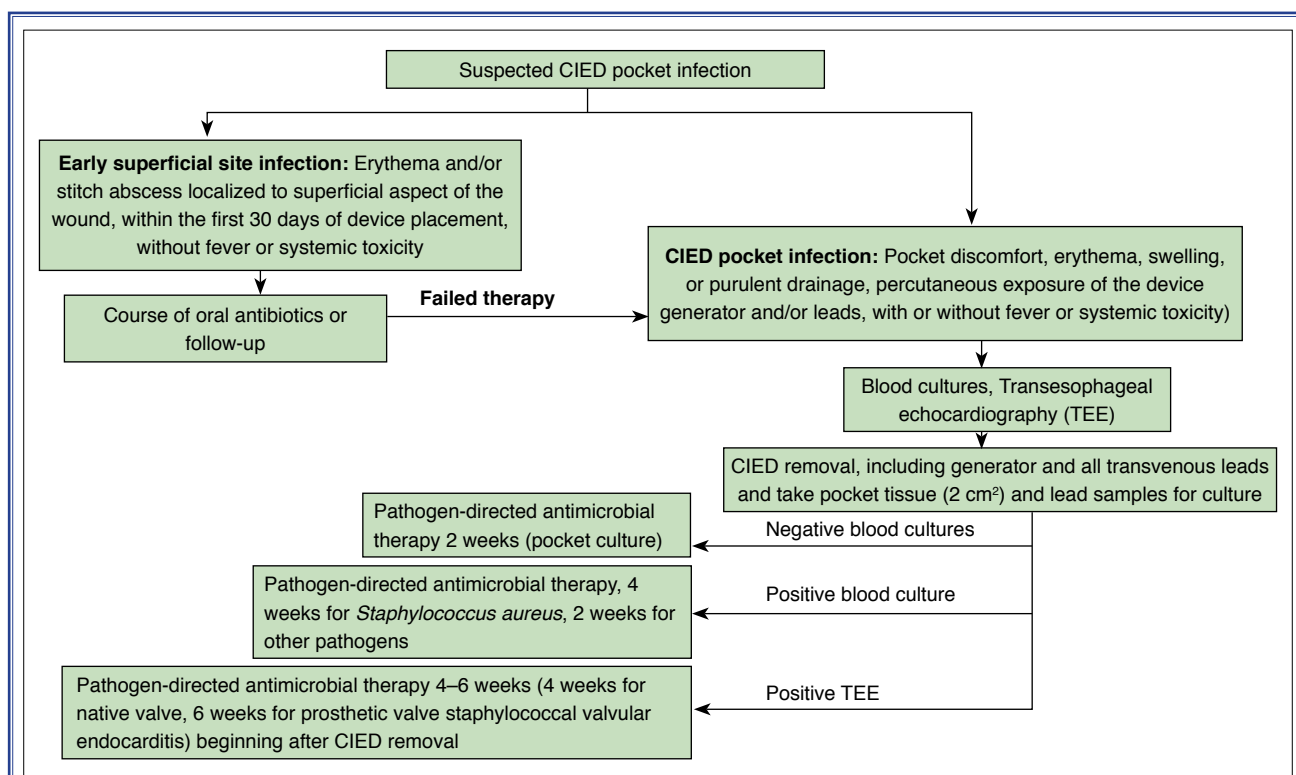 Suspected CIED pocket infection
Early superficial site infection: Erythema and/or
stitch abscess localized to superficial aspect of the
wound, within the first 30 days of device placement,
without fever or systemic toxicity
CIED pocket infection: Pocket discomfort, erythema, swelling,
or purulent drainage, percutaneous exposure of the device
generator and/or leads, with or without fever or systemic toxicity)
Course of oral antibiotics or
follow-up
Failed therapy
Blood cultures, Transesophageal
echocardiography (TEE)
CIED removal, including generator and all transvenous leads
and take pocket tissue (2 cm²) and lead samples for culture
Pathogen-directed antimicrobial
therapy 2 weeks (pocket culture)
Negative blood cultures
Pathogen-directed antimicrobial therapy, 4
weeks for Staphylococcus aureus, 2 weeks for
other pathogens
Positive blood culture
Pathogen-directed antimicrobial therapy 4–6 weeks (4 weeks for
native valve, 6 weeks for prosthetic valve staphylococcal valvular
endocarditis) beginning after CIED removal
Positive TEE